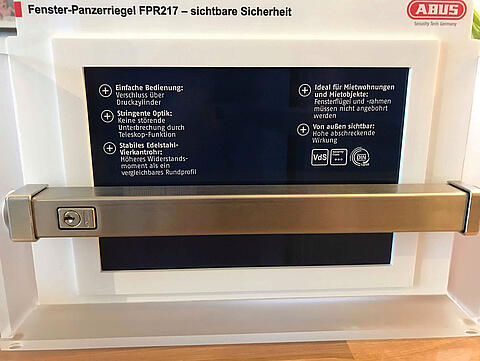 Fenster-Panzerriegel FPR217 – sichtbare Sicherheit
ABUS
Security Tech Germany
Einfache Bedienung:
Verschluss über
Druckzylinder
Stringente Optik:
Keine störende
Unterbrechung durch
Teleskop-Funktion
Stabiles Edelstahl-
Vierkantrohr:
Höheres Widerstands-
moment als ein
vergleichbares Rundprofil
Ideal für Mietwohnungen
und Mietobjekte:
Fensterflügel und -rahmen
müssen nicht angebohrt
werden
Von außen sichtbar:
Hohe abschreckende
Wirkung
VdS